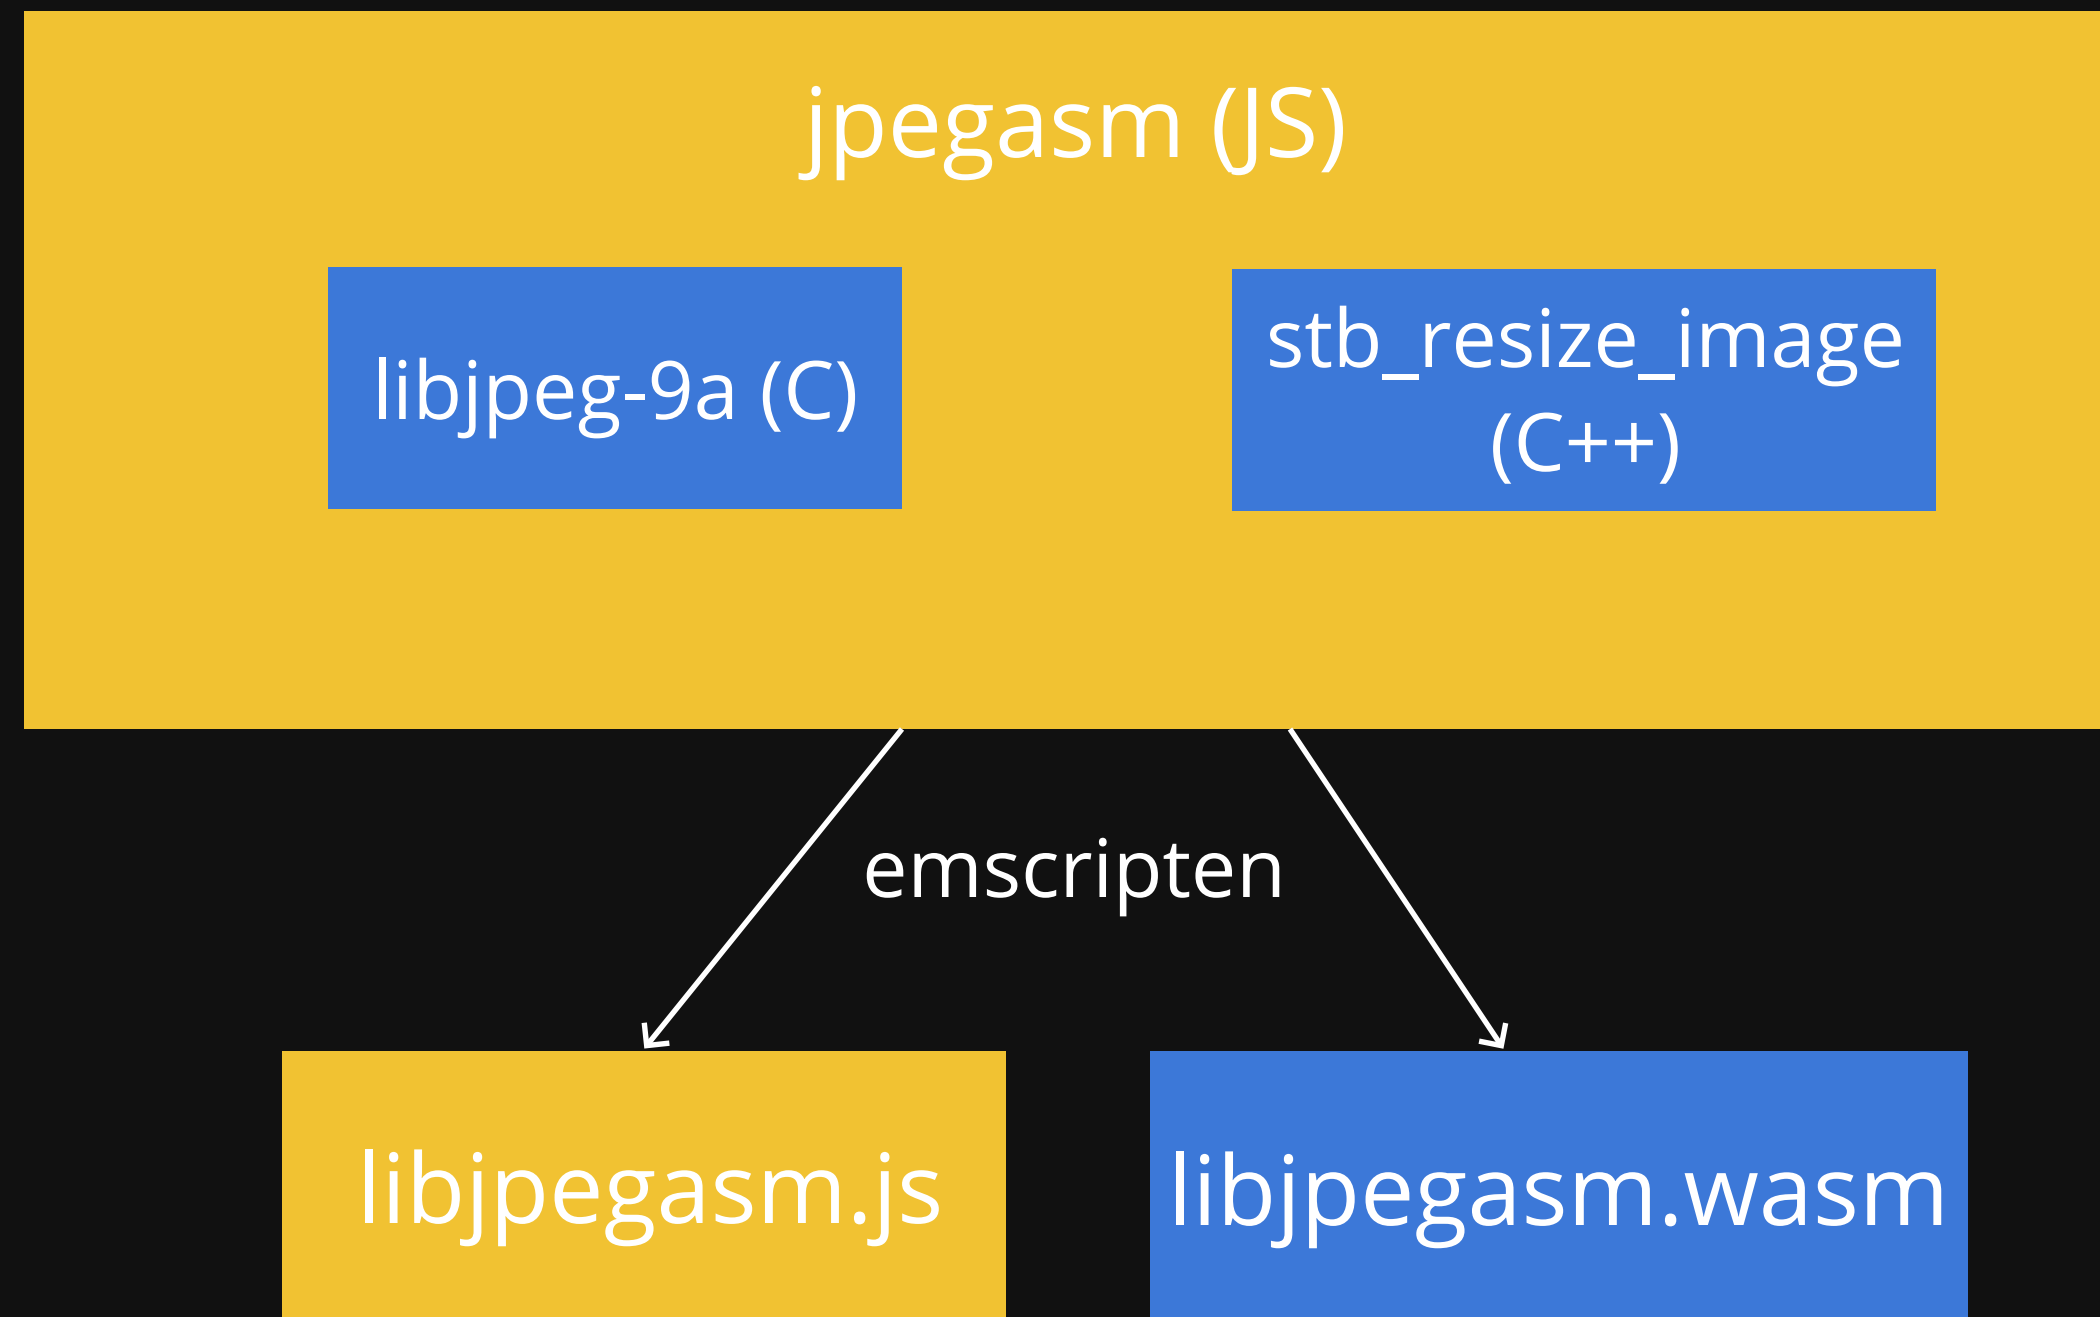 jpegasm (JS)
libjpeg-9a (C)
stb_resize_image
(C++)
emscripten
libjpegasm.js
libjpegasm.wasm